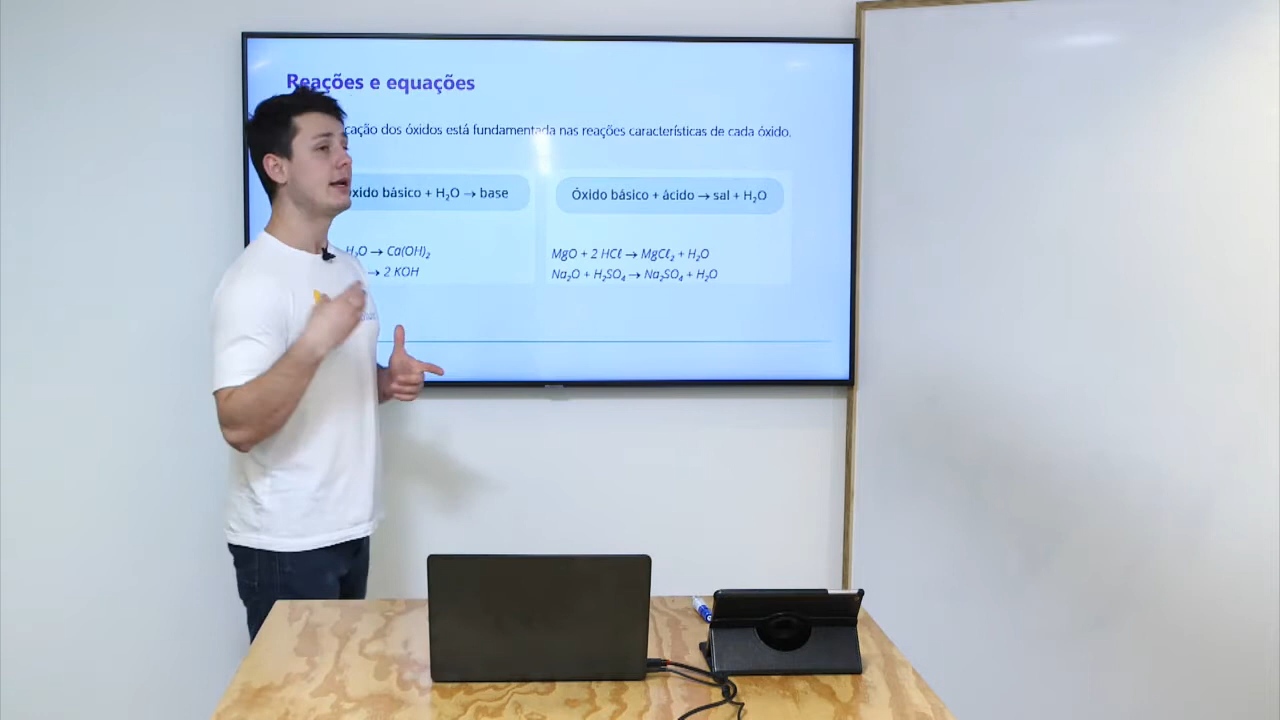 Reações e equações
cação dos óxidos está fundamentada nas reações características de cada óxido.
xido básico + H₂O → base
Óxido básico + ácido → sal + H₂O
H₂O → Ca(OH)₂
→ 2 KOH
MgO + 2 HCℓ → MgCℓ₂ + H₂O
Na₂O + H₂SO₄ → Na₂SO₄ + H₂O